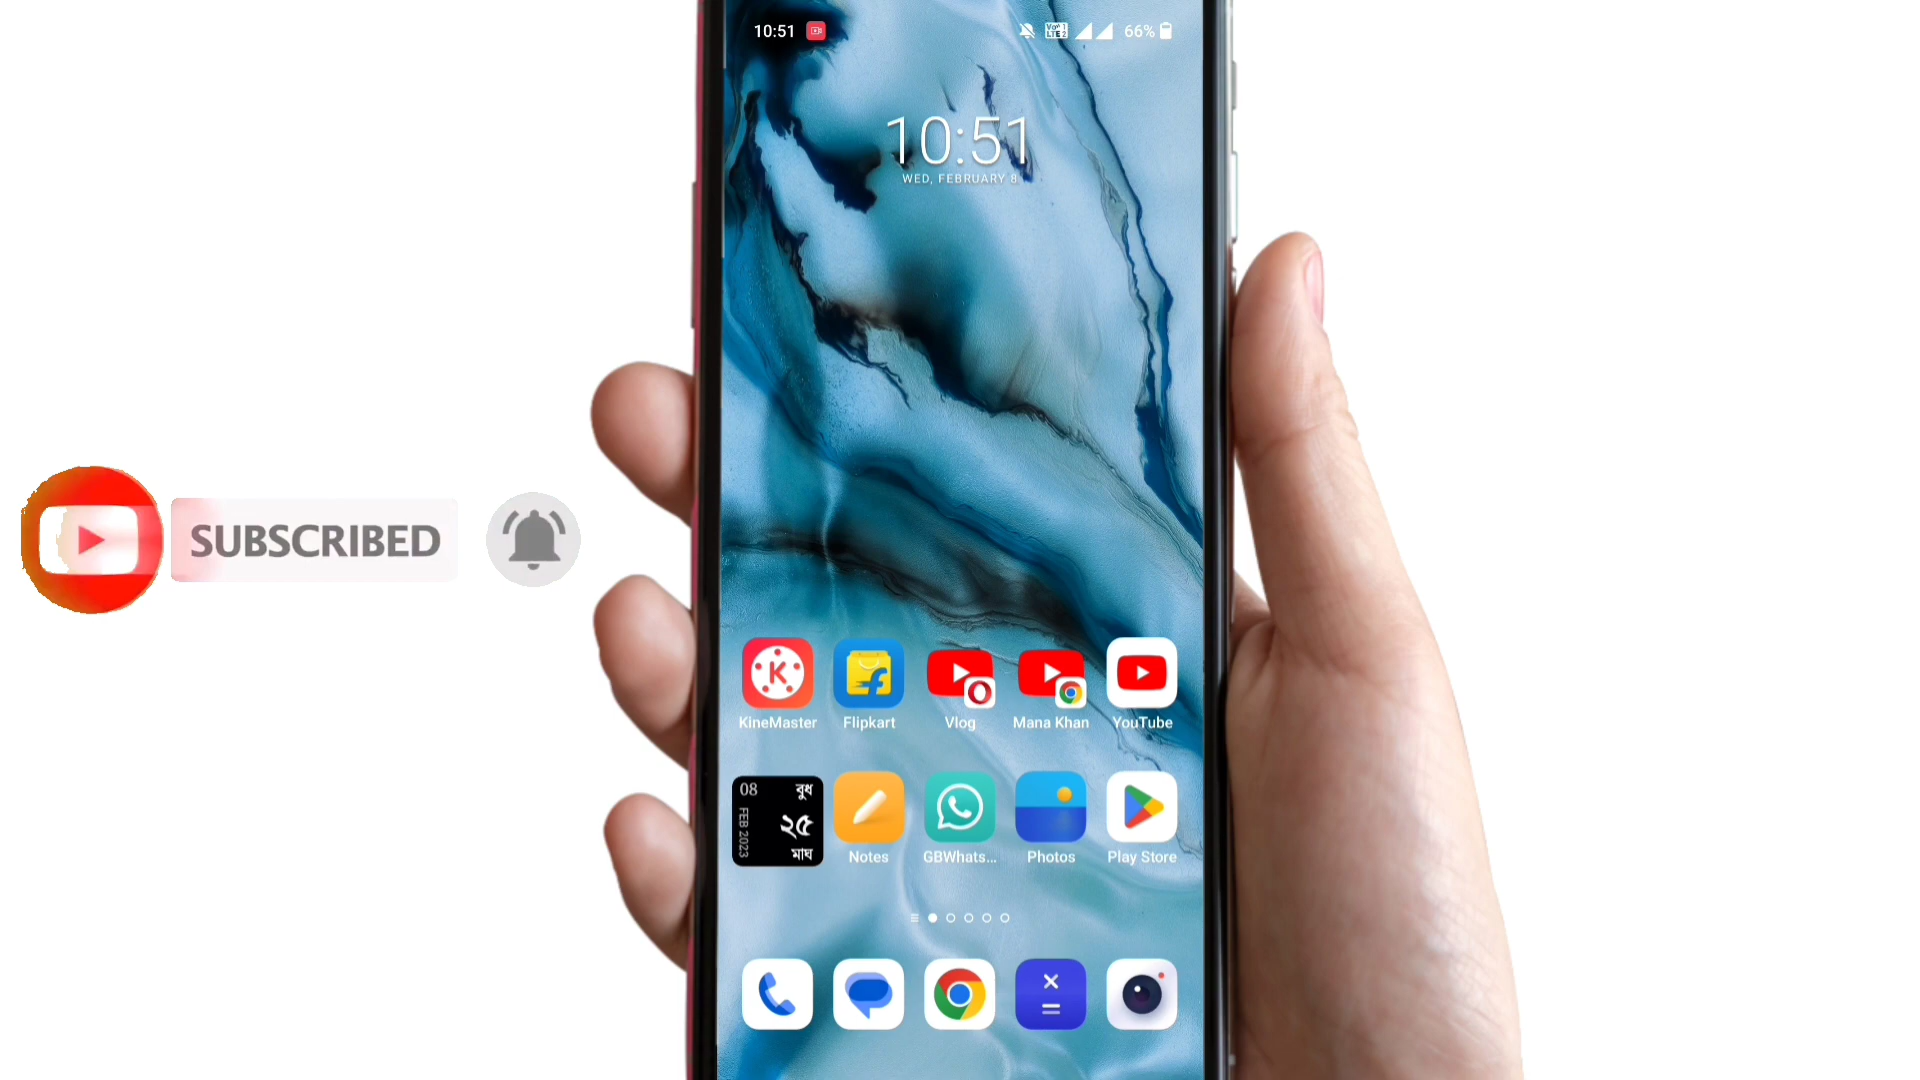 10:51
66%
10:51
WED, FEBRUARY 8
SUBSCRIBED
KineMaster
Flipkart
Vlog
Mana Khan
YouTube
08
বুধ
FEB 2023
২৫
মাঘ
Notes
GBWhats...
Photos
Play Store